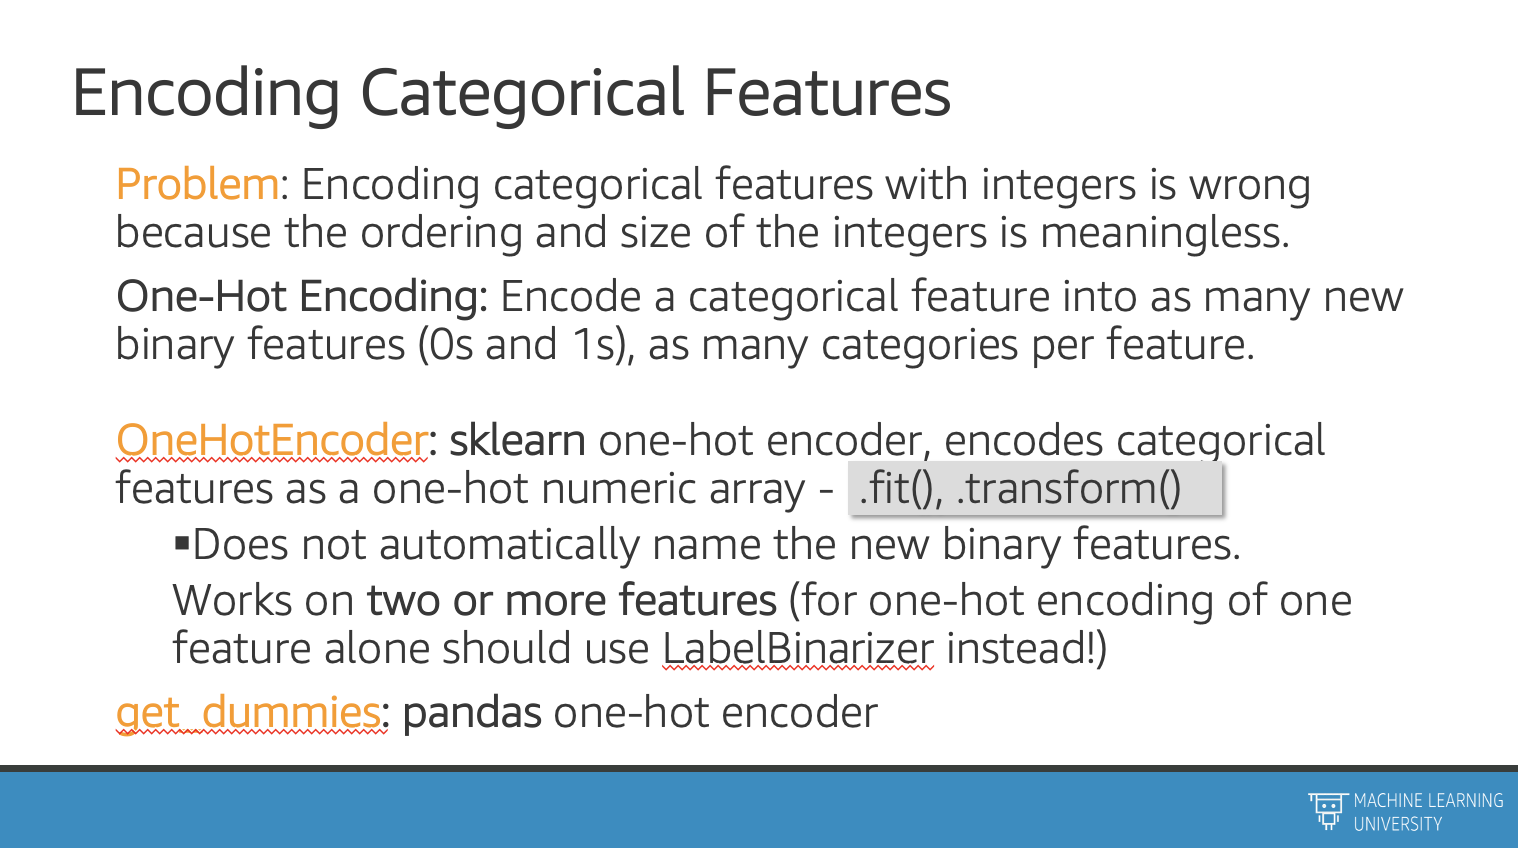 Encoding Categorical Features
Problem: Encoding categorical features with integers is wrong
because the ordering and size of the integers is meaningless.
One-Hot Encoding: Encode a categorical feature into as many new
binary features (0s and 1s), as many categories per feature.
OneHotEncoder: sklearn one-hot encoder, encodes categorical
features as a one-hot numeric array - .fit(), .transform()
▪Does not automatically name the new binary features.
Works on two or more features (for one-hot encoding of one
feature alone should use LabelBinarizer instead!)
get_dummies: pandas one-hot encoder
MACHINE LEARNING
UNIVERSITY